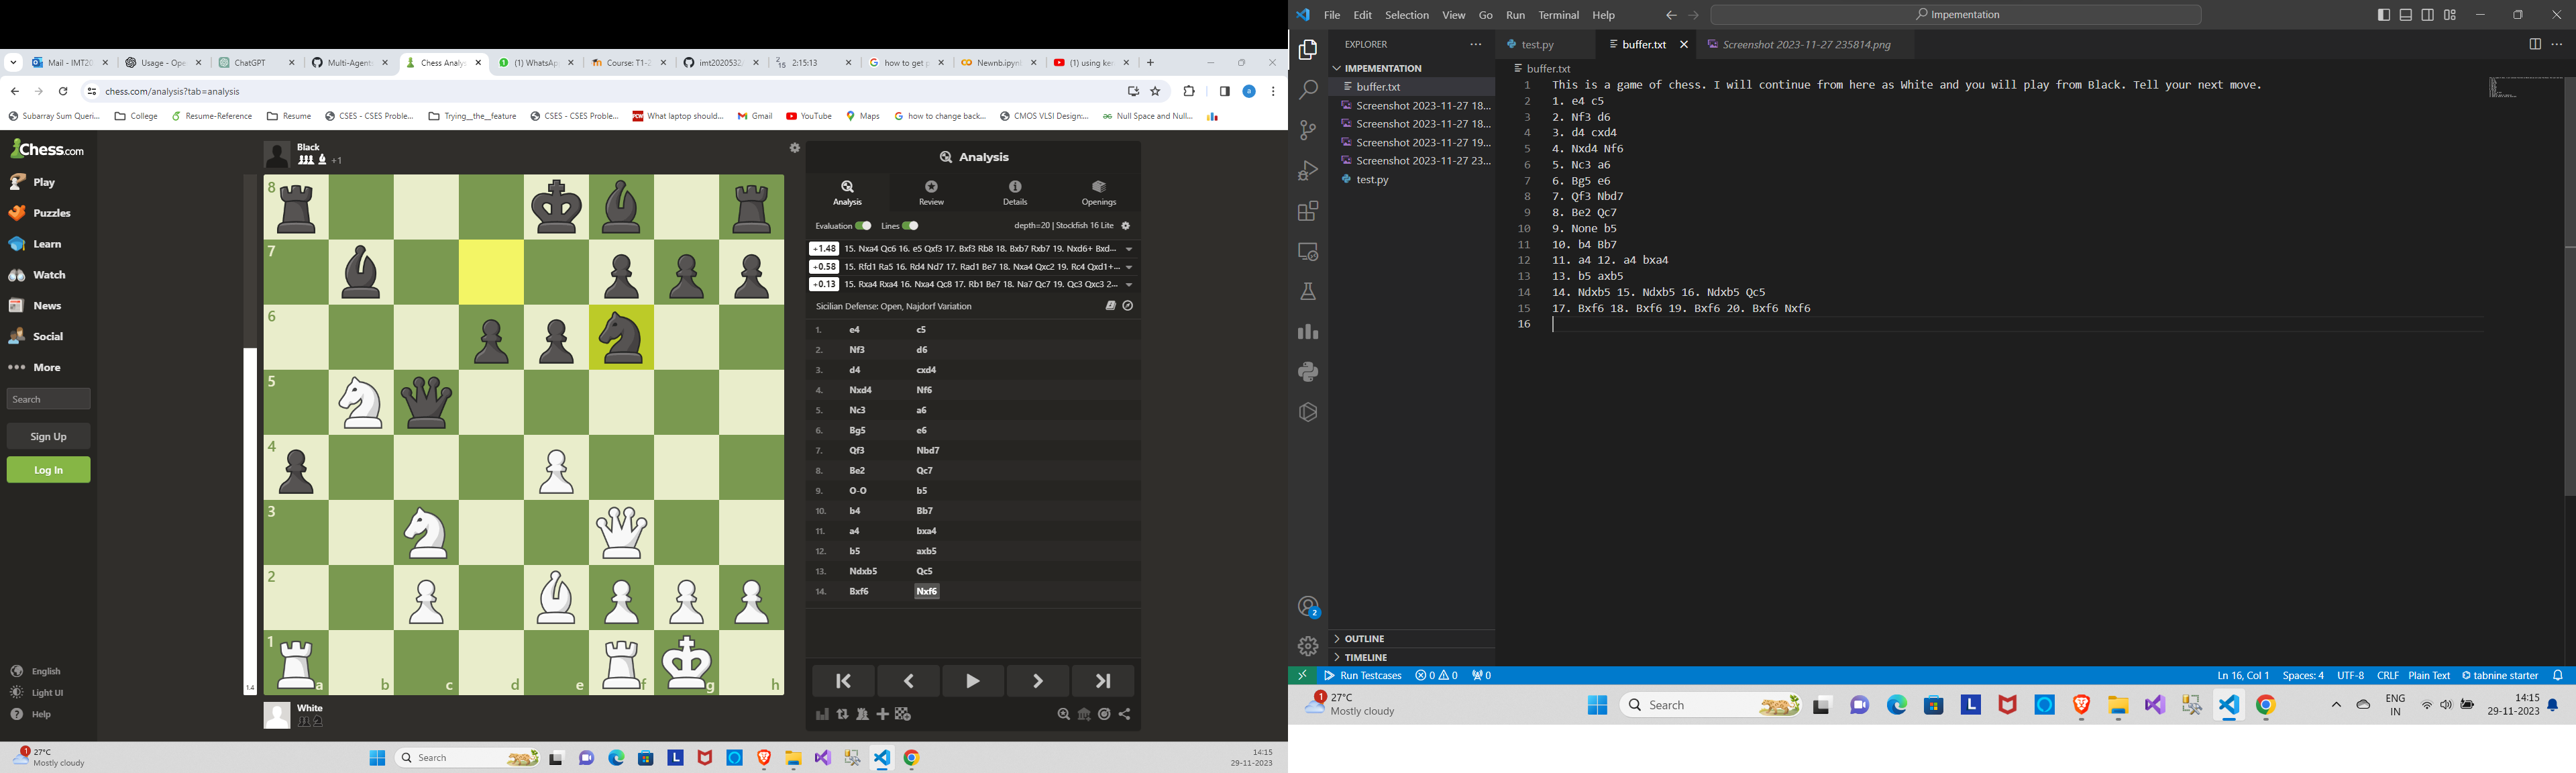 Mail - IMT20 Usage - Ope ChatGPT Multi-Agent Chess Analys (1) WhatsAp Course: T1-2 imt2020532 2:15:13 how to get p Newnb.ipyn (1) using ke
chess.com/analysis?tab=analysis
Subarray Sum Queri... College Resume-Reference Resume CSES - CSES Proble... Trying_the_feature CSES - CSES Proble... What laptop should... Gmail YouTube Maps how to change back... CMOS VLSI Design:... Null Space and Null...
Chess.com
Play
Puzzles
Learn
Watch
News
Social
More
Search
Sign Up
Log In
English
Light UI
Help
Black
+1
8
7
6
5
4
3
2
1
a b c d e f g h
1.4
White
Analysis
Analysis Review Details Openings
Evaluation Lines depth=20 | Stockfish 16 Lite
+1.48 15. Nxa4 Qc6 16. e5 Qxf3 17. Bxf3 Rb8 18. Bxb7 Rxb7 19. Nxd6+ Bxd...
+0.58 15. Rfd1 Ra5 16. Rd4 Nd7 17. Rad1 Be7 18. Nxa4 Qxc2 19. Rc4 Qxd1+...
+0.13 15. Rxa4 Rxa4 16. Nxa4 Qc8 17. Rb1 Be7 18. Na7 Qc7 19. Qc3 Qxc3 2...
Sicilian Defense: Open, Najdorf Variation
1. e4 c5
2. Nf3 d6
3. d4 cxd4
4. Nxd4 Nf6
5. Nc3 a6
6. Bg5 e6
7. Qf3 Nbd7
8. Be2 Qc7
9. O-O b5
10. b4 Bb7
11. a4 bxa4
12. b5 axb5
13. Ndxb5 Qc5
14. Bxf6 Nxf6
1 27°C
Mostly cloudy
Search
14:15
29-11-2023
File Edit Selection View Go Run Terminal Help
Impementation
EXPLORER
IMPEMENTATION
buffer.txt
Screenshot 2023-11-27 18...
Screenshot 2023-11-27 18...
Screenshot 2023-11-27 19...
Screenshot 2023-11-27 23...
test.py
OUTLINE
TIMELINE
2
test.py buffer.txt Screenshot 2023-11-27 235814.png
buffer.txt
1 This is a game of chess. I will continue from here as White and you will play from Black. Tell your next move.
2 1. e4 c5
3 2. Nf3 d6
4 3. d4 cxd4
5 4. Nxd4 Nf6
6 5. Nc3 a6
7 6. Bg5 e6
8 7. Qf3 Nbd7
9 8. Be2 Qc7
10 9. None b5
11 10. b4 Bb7
12 11. a4 12. a4 bxa4
13 13. b5 axb5
14 14. Ndxb5 15. Ndxb5 16. Ndxb5 Qc5
15 17. Bxf6 18. Bxf6 19. Bxf6 20. Bxf6 Nxf6
16
Run Testcases 0 0 0 Ln 16, Col 1 Spaces: 4 UTF-8 CRLF Plain Text tabnine starter
1 27°C
Mostly cloudy
Search
ENG
IN
14:15
29-11-2023